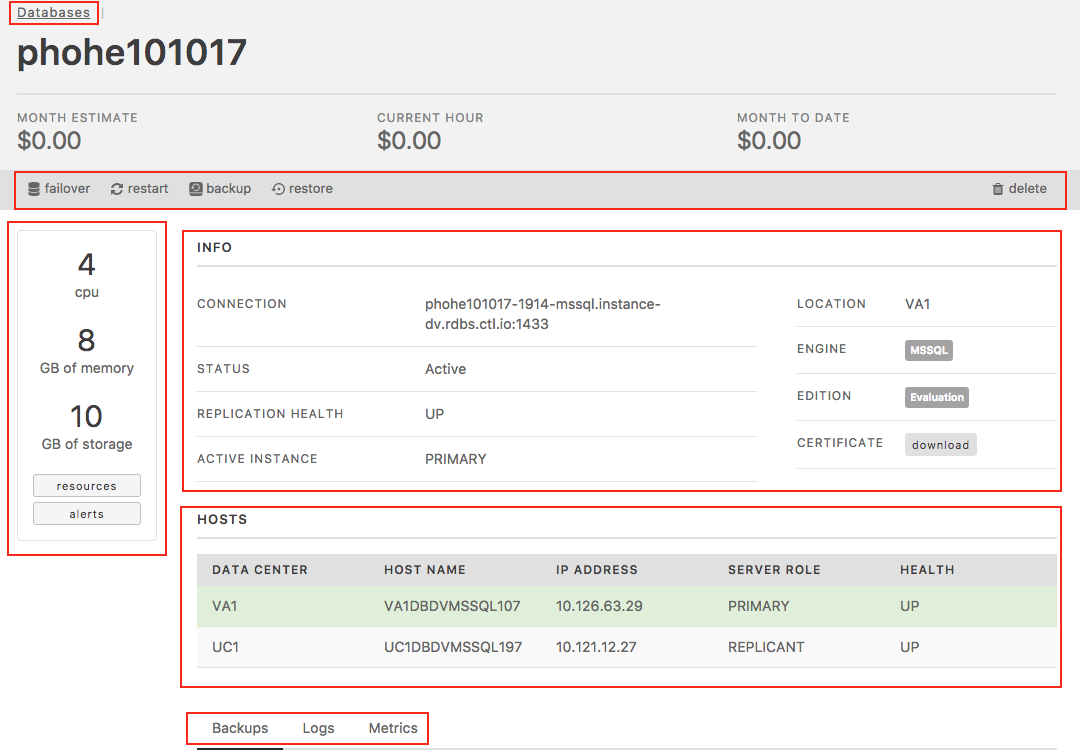 Databases |
phohe101017
MONTH ESTIMATE CURRENT HOUR MONTH TO DATE
$0.00 $0.00 $0.00
failover restart backup restore delete
4
cpu
8
GB of memory
10
GB of storage
resources
alerts
INFO
CONNECTION phohe101017-1914-mssql.instance-
dv.rdbs.ctl.io:1433
STATUS Active
REPLICATION HEALTH UP
ACTIVE INSTANCE PRIMARY
LOCATION VA1
ENGINE MSSQL
EDITION Evaluation
CERTIFICATE download
HOSTS
DATA CENTER HOST NAME IP ADDRESS SERVER ROLE HEALTH
VA1 VA1DBDVMSSQL107 10.126.63.29 PRIMARY UP
UC1 UC1DBDVMSSQL197 10.121.12.27 REPLICANT UP
Backups Logs Metrics